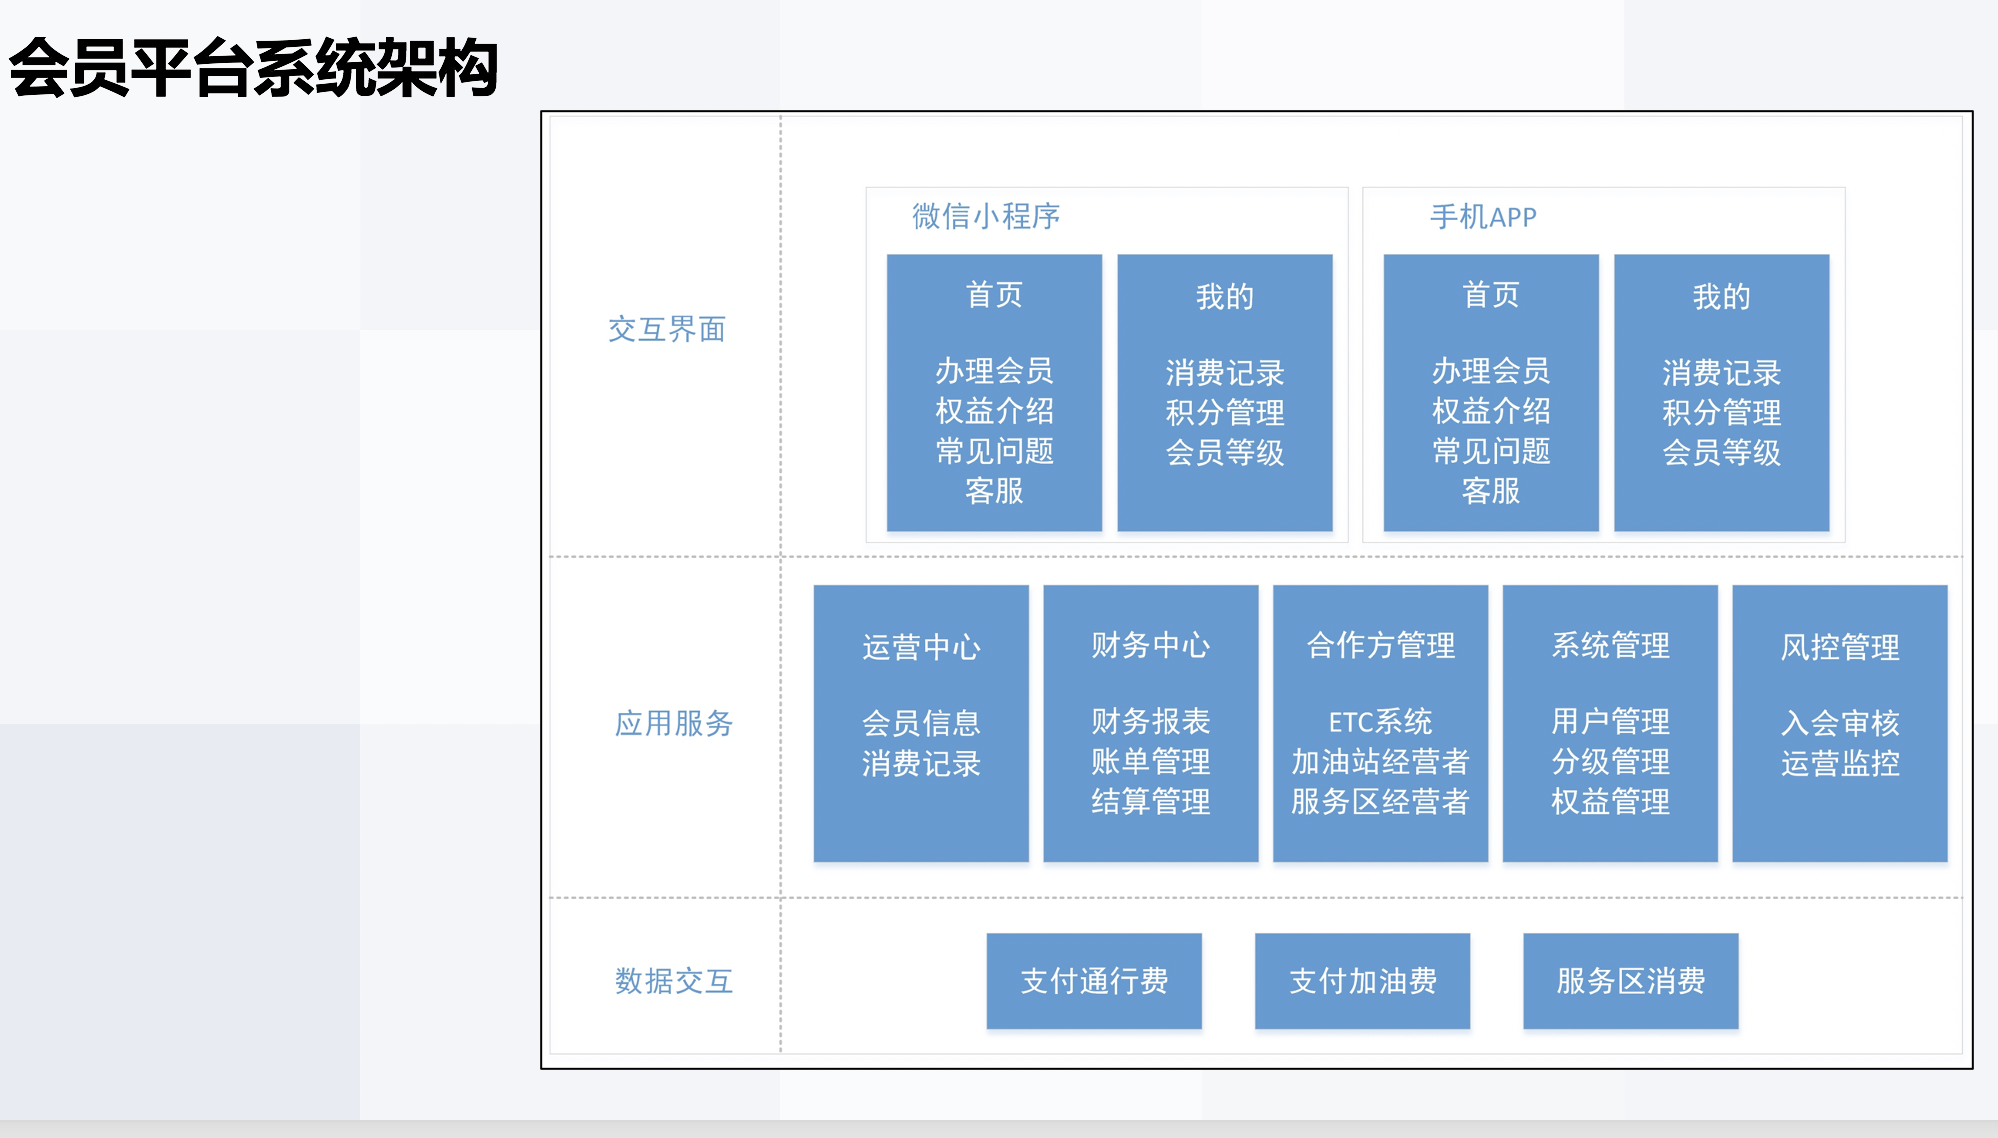 会员平台系统架构
交互界面
微信小程序
首页
办理会员
权益介绍
常见问题
客服
我的
消费记录
积分管理
会员等级
手机APP
首页
办理会员
权益介绍
常见问题
客服
我的
消费记录
积分管理
会员等级
应用服务
运营中心
会员信息
消费记录
财务中心
财务报表
账单管理
结算管理
合作方管理
ETC系统
加油站经营者
服务区经营者
系统管理
用户管理
分级管理
权益管理
风控管理
入会审核
运营监控
数据交互
支付通行费
支付加油费
服务区消费